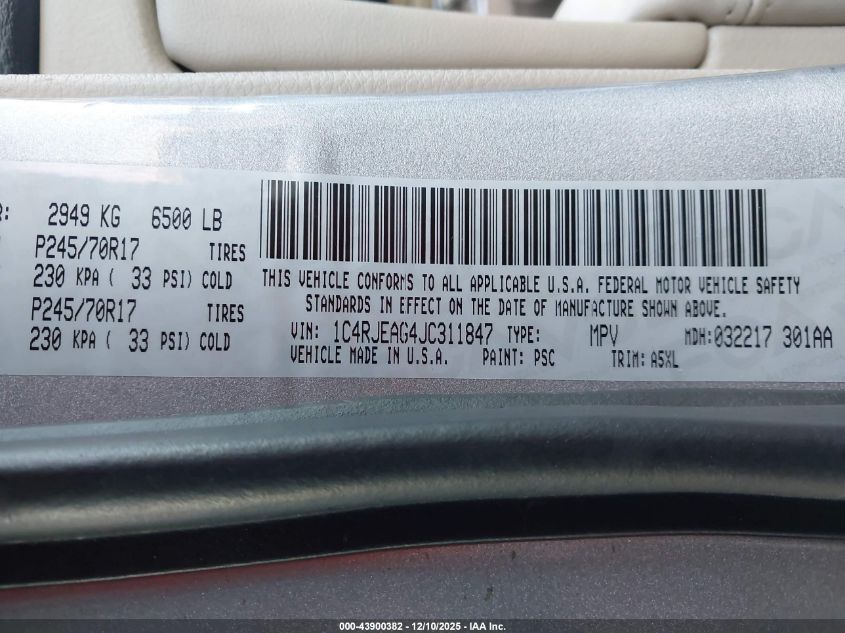 2949 KG 6500 LB
P245/70R17 TIRES
230 KPA ( 33 PSI) COLD
P245/70R17 TIRES
230 KPA ( 33 PSI) COLD
THIS VEHICLE CONFORMS TO ALL APPLICABLE U.S.A. FEDERAL MOTOR VEHICLE SAFETY
STANDARDS IN EFFECT ON THE DATE OF MANUFACTURE SHOWN ABOVE.
VIN: 1C4RJEAG4JC311847 TYPE: MPV MDH:032217 301AA
VEHICLE MADE IN U.S.A. PAINT: PSC TRIM: A5XL
000-43900382 — 12/10/2025 - IAA Inc.